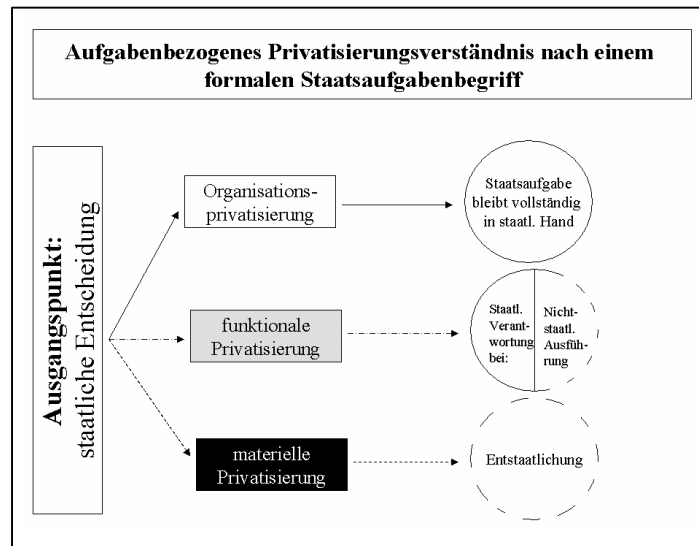 Aufgabenbezogenes Privatisierungsverständnis nach einem
formalen Staatsaufgabenbegriff
Ausgangspunkt:
staatliche Entscheidung
Organisations-
privatisierung
Staatsaufgabe
bleibt vollständig
in staatl. Hand
funktionale
Privatisierung
Staatl.
Verant-
wortung
bei:
Nicht-
staatl.
Ausfüh-
rung
materielle
Privatisierung
Entstaatlichung